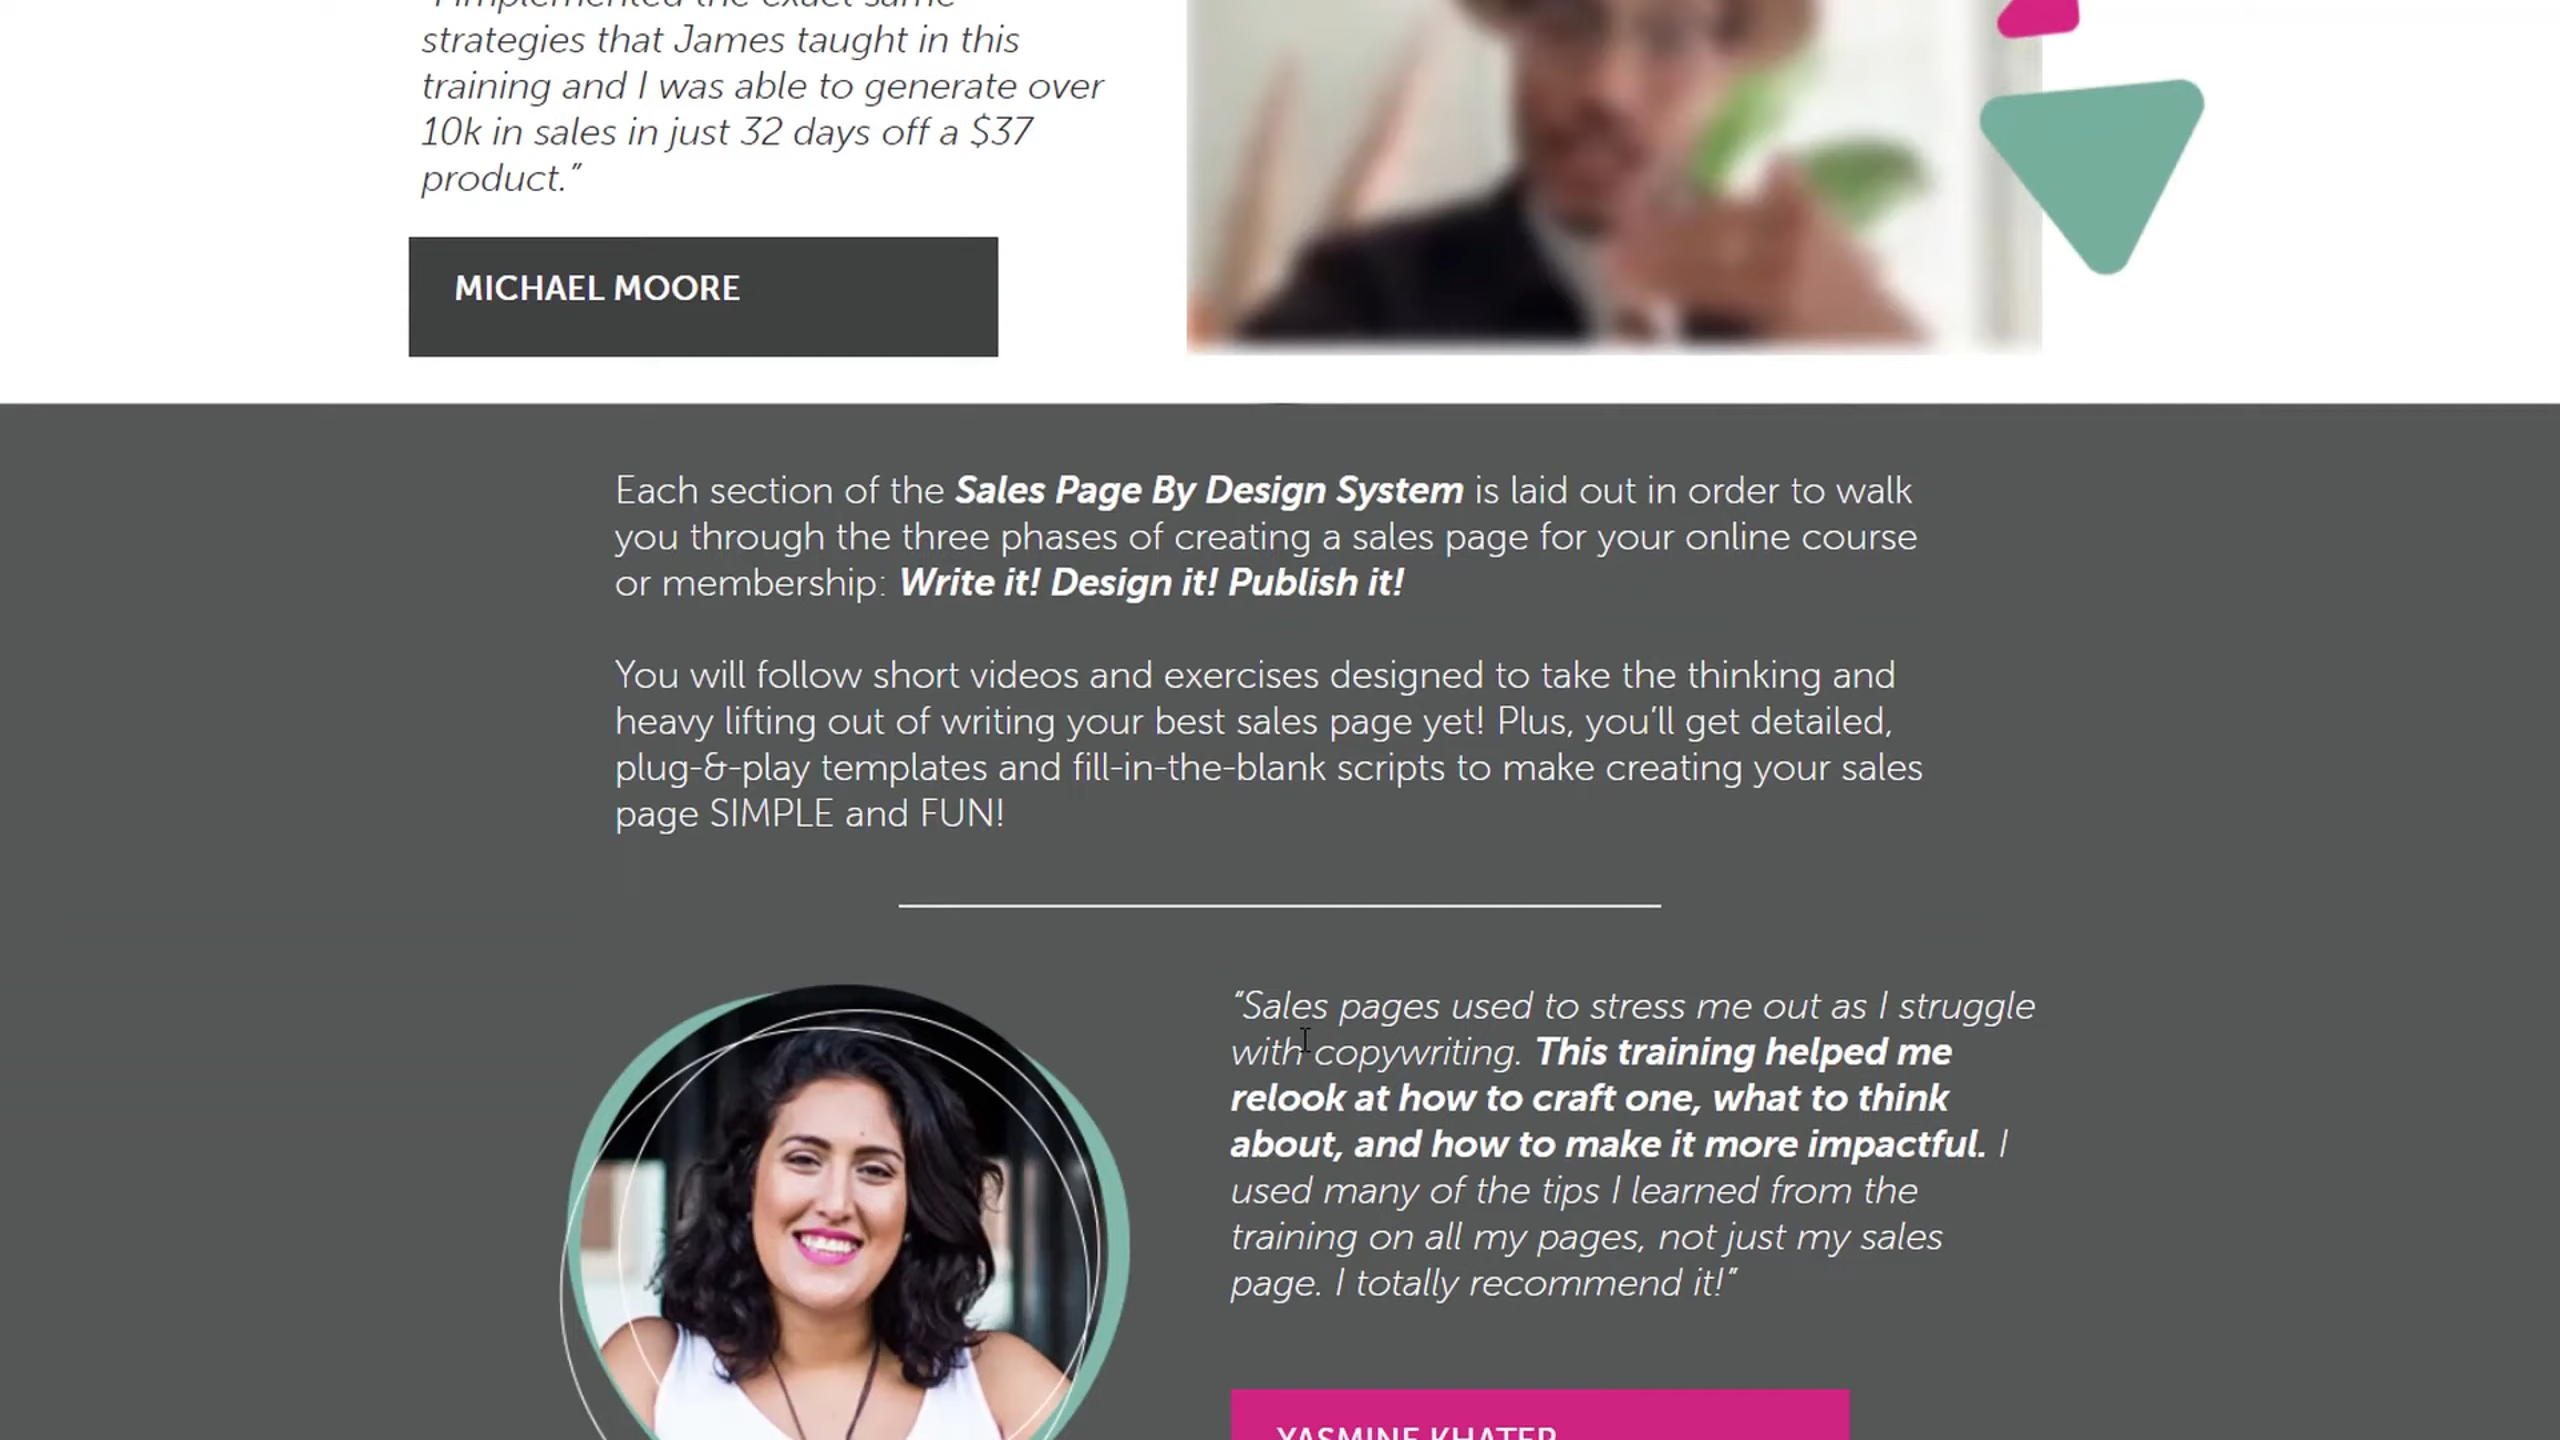 "I implemented the exact same
strategies that James taught in this
training and I was able to generate over
10k in sales in just 32 days off a $37
product."
MICHAEL MOORE
Each section of the Sales Page By Design System is laid out in order to walk
you through the three phases of creating a sales page for your online course
or membership: Write it! Design it! Publish it!
You will follow short videos and exercises designed to take the thinking and
heavy lifting out of writing your best sales page yet! Plus, you'll get detailed,
plug-&-play templates and fill-in-the-blank scripts to make creating your sales
page SIMPLE and FUN!
"Sales pages used to stress me out as I struggle
with copywriting. This training helped me
relook at how to craft one, what to think
about, and how to make it more impactful. I
used many of the tips I learned from the
training on all my pages, not just my sales
page. I totally recommend it!"
YASMINE KHATER